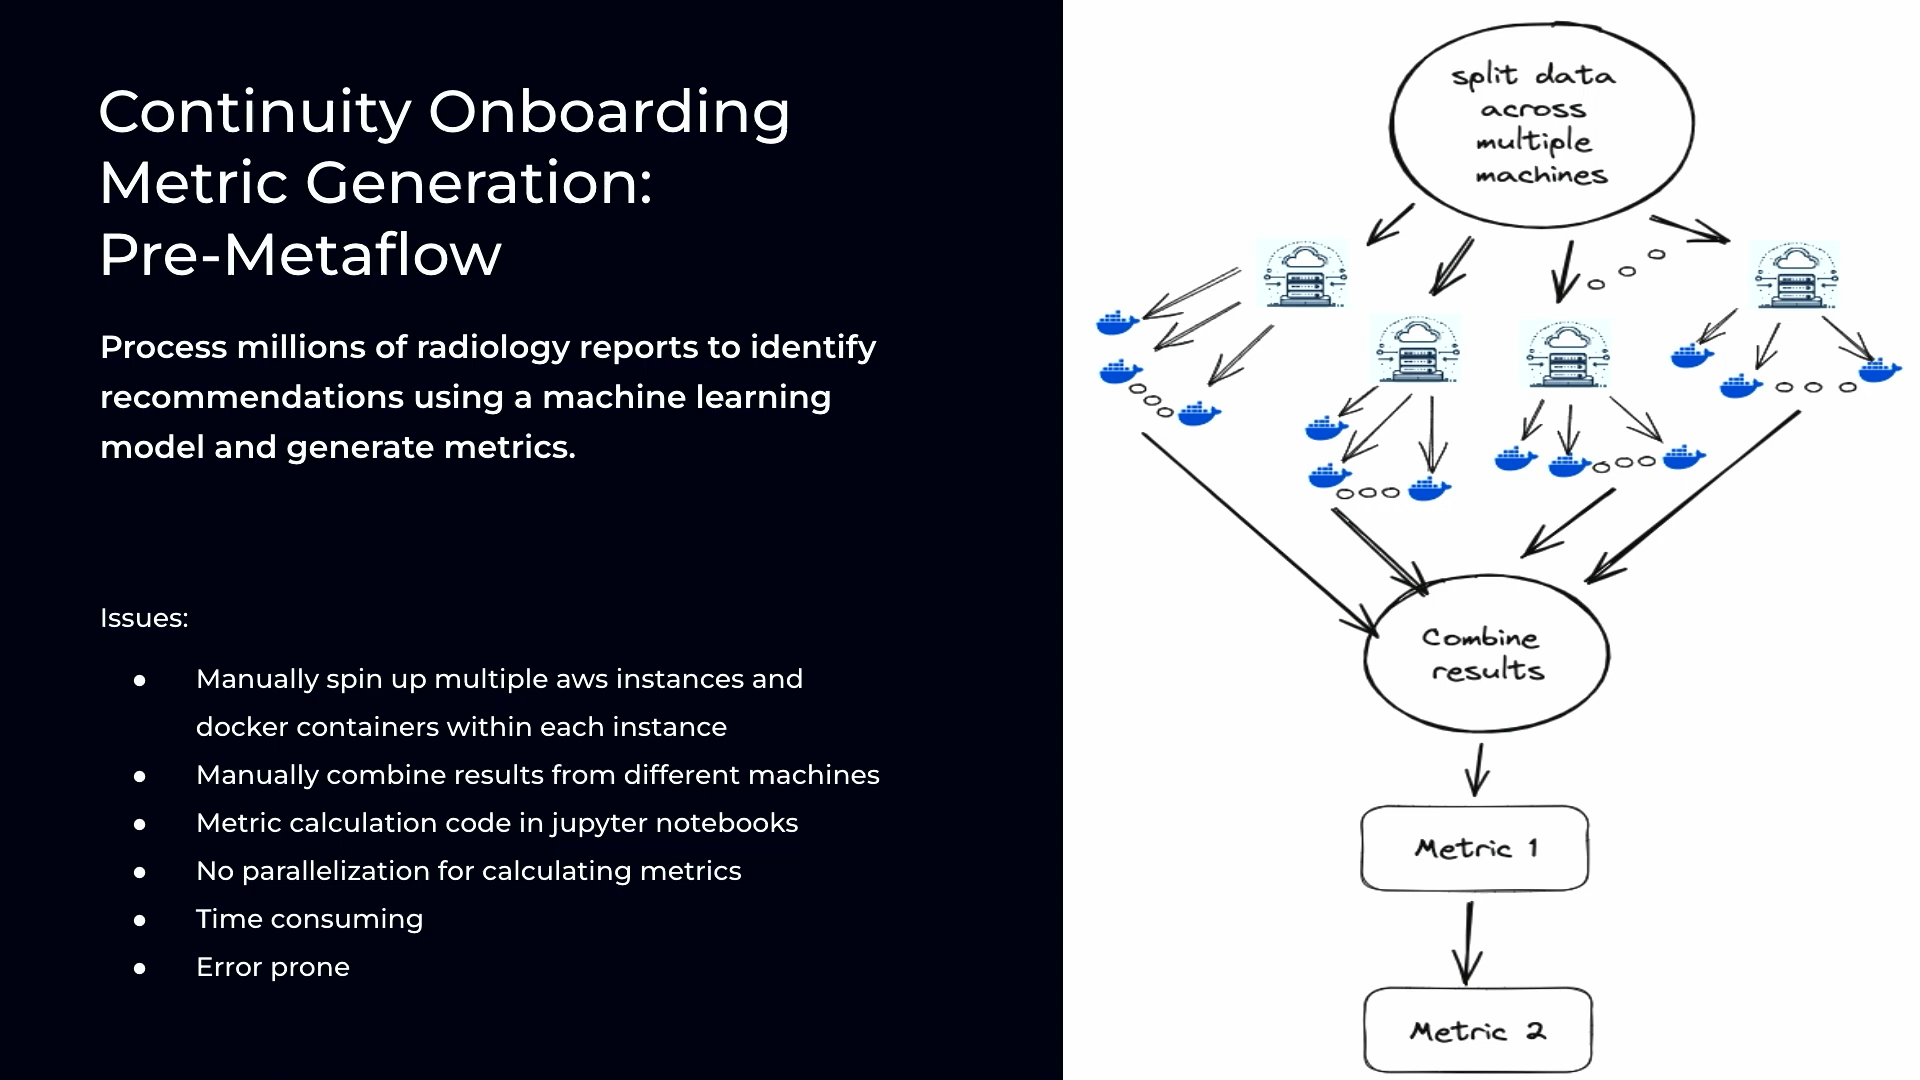 Continuity Onboarding
Metric Generation:
Pre-Metaflow
Process millions of radiology reports to identify
recommendations using a machine learning
model and generate metrics.
Issues:
● Manually spin up multiple aws instances and
docker containers within each instance
● Manually combine results from different machines
● Metric calculation code in jupyter notebooks
● No parallelization for calculating metrics
● Time consuming
● Error prone
split data
across
multiple
machines
Combine
results
Metric 1
Metric 2